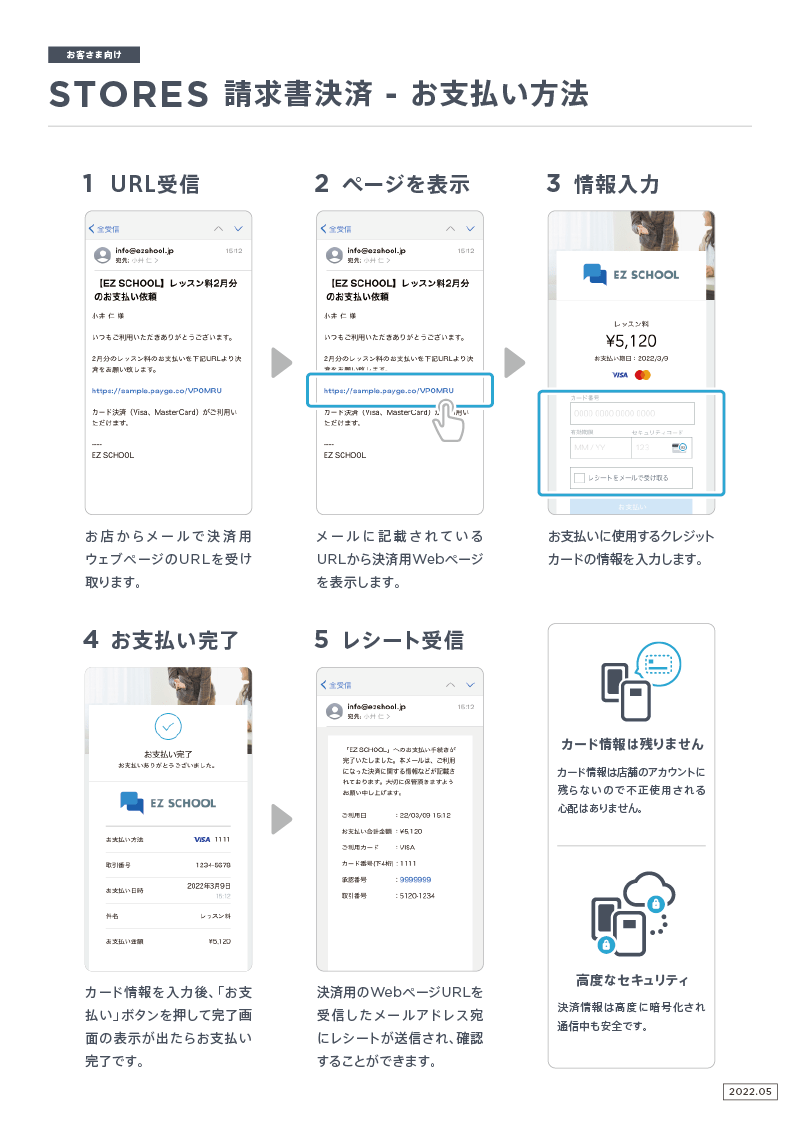 お客さま向け
STORES 請求書決済 - お支払い方法
1 URL受信
全受信
info@ezshool.jp 15:12
宛先: 小井 仁 >
【EZ SCHOOL】レッスン料2月分
のお支払い依頼
小井 仁 様
いつもご利用いただきありがとうございます。
2月分のレッスン料のお支払いを下記URLより決
済をお願い致します。
https://sample.payge.co/VP0MRU
カード決済（Visa、MasterCard）がご利用い
ただけます。
----
EZ SCHOOL
お店からメールで決済用
ウェブページのURLを受け
取ります。
2 ページを表示
全受信
info@ezshool.jp 15:12
宛先: 小井 仁 >
【EZ SCHOOL】レッスン料2月分
のお支払い依頼
小井 仁 様
いつもご利用いただきありがとうございます。
2月分のレッスン料のお支払いを下記URLより決
済をお願い致します。
https://sample.payge.co/VP0MRU
カード決済（Visa、MasterCard）がご利用い
ただけます。
----
EZ SCHOOL
メールに記載されている
URLから決済用Webページ
を表示します。
3 情報入力
EZ SCHOOL
レッスン料
¥5,120
お支払い期日：2022/3/9
VISA
カード番号
0000 0000 0000 0000
有効期限 セキュリティコード
MM / YY 123
レシートをメールで受け取る
お支払い
お支払いに使用するクレジット
カードの情報を入力します。
4 お支払い完了
お支払い完了
お支払いありがとうございました。
EZ SCHOOL
お支払い方法 VISA 1111
取引番号 1234-5678
お支払い日時 2022年3月9日
15:12
件名 レッスン料
お支払い金額 ¥5,120
カード情報を入力後、「お支
払い」ボタンを押して完了画
面の表示が出たらお支払い
完了です。
5 レシート受信
全受信
info@ezshool.jp 15:12
宛先: 小井 仁 >
「EZ SCHOOL」へのお支払い手続きが
完了いたしました。本メールは、ご利用
になった決済に関する情報などが記載さ
れております。大切に保管頂きますよう
お願い申し上げます。
ご利用日 ：22/03/09 15:12
お支払い合計金額 ：¥5,120
ご利用カード ：VISA
カード番号(下4桁) ：1111
承認番号 ：9999999
取引番号 ：5120-1234
決済用のWebページURLを
受信したメールアドレス宛
にレシートが送信され、確認
することができます。
カード情報は残りません
カード情報は店舗のアカウントに
残らないので不正使用される
心配はありません。
高度なセキュリティ
決済情報は高度に暗号化され
通信中も安全です。
2022.05